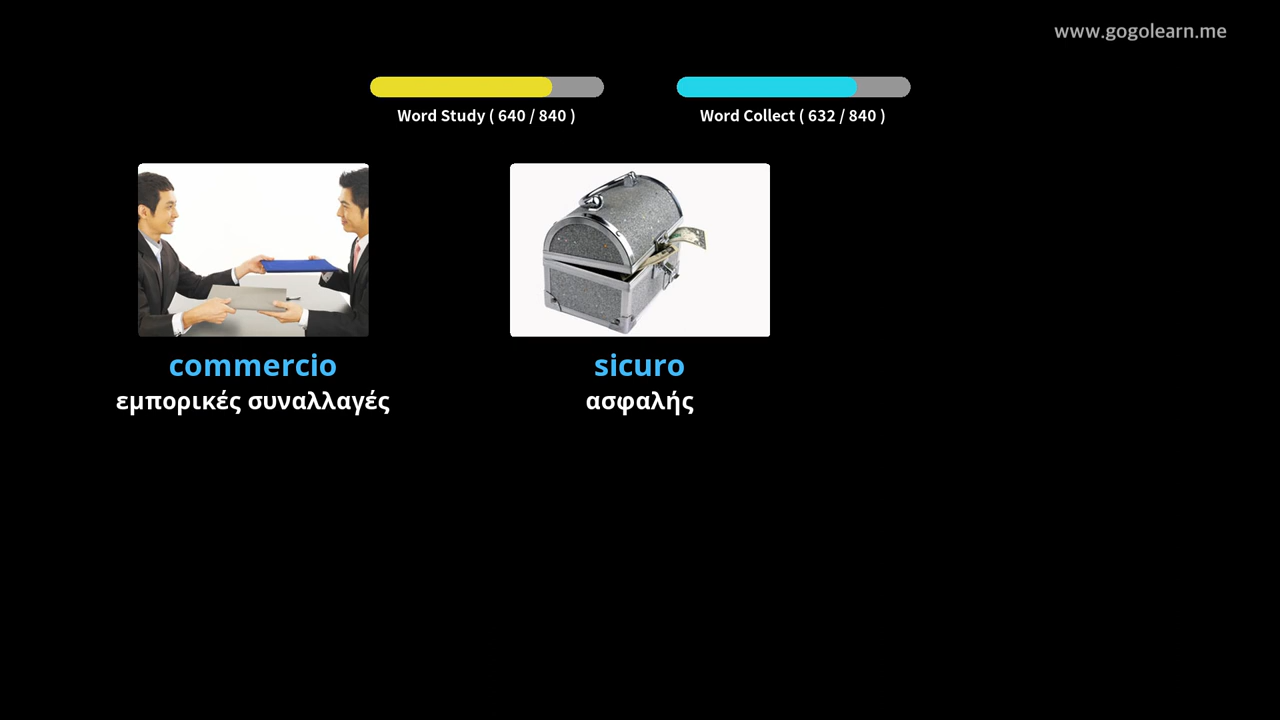 www.gogolearn.me
Word Study ( 640 / 840 )
Word Collect ( 632 / 840 )
commercio
εμπορικές συναλλαγές
sicuro
ασφαλής